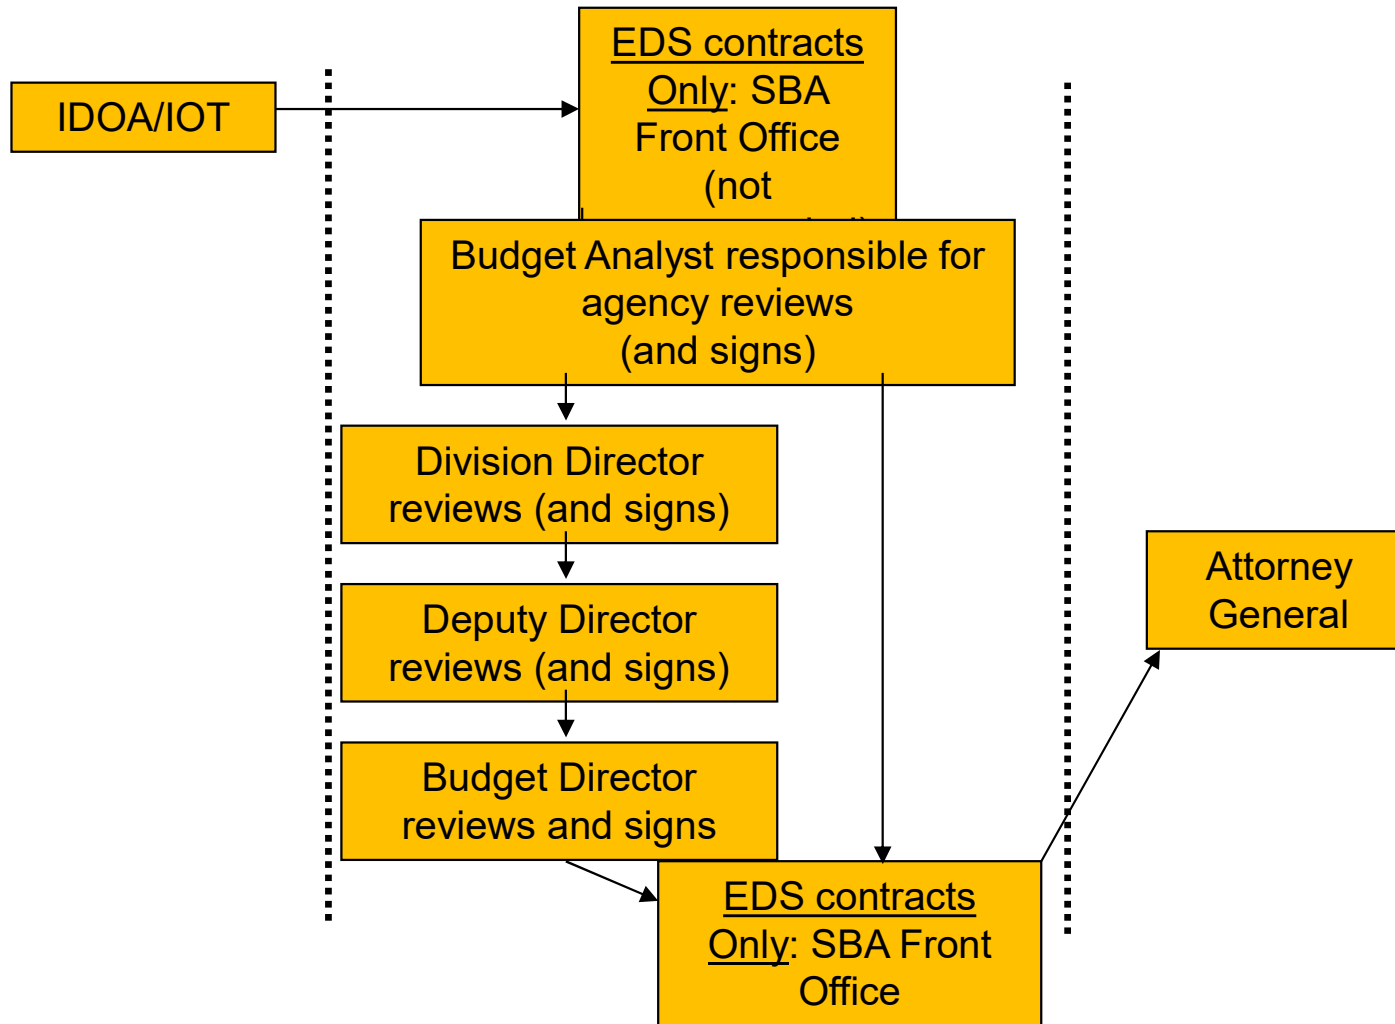 EDS contracts
Only: SBA
Front Office
(not
IDOA/IOT
Budget Analyst responsible for
agency reviews
(and signs)
Division Director
reviews (and signs)
Deputy Director
reviews (and signs)
Budget Director
reviews and signs
EDS contracts
Only: SBA Front
Office
Attorney
General